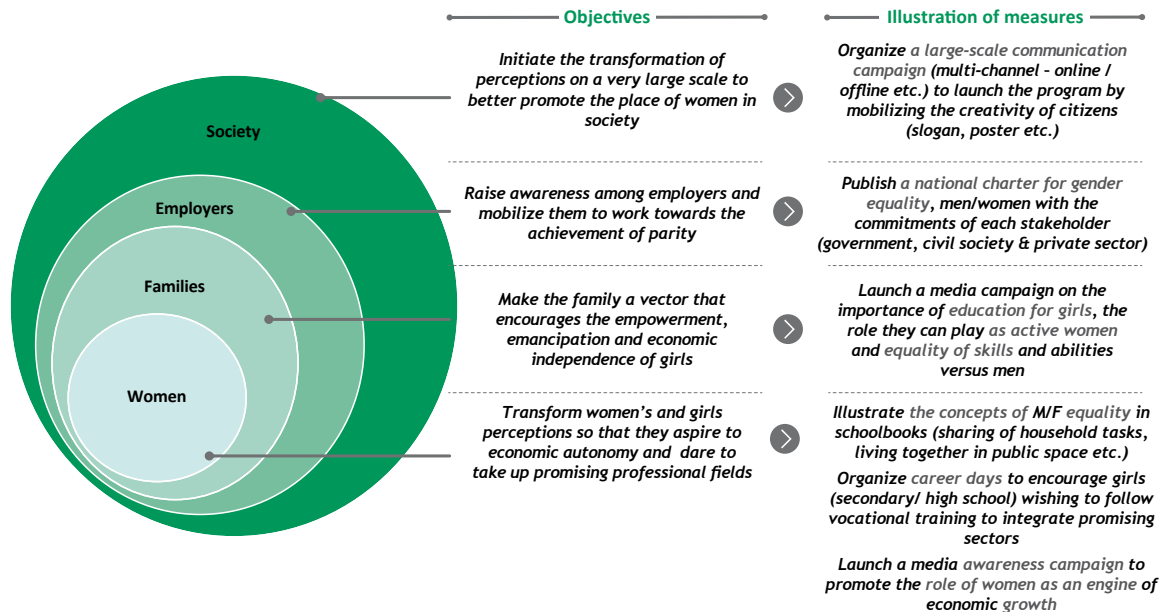 Objectives
Illustration of measures
Society
Initiate the transformation of
perceptions on a very large scale to
better promote the place of women in
society
Organize a large-scale communication
campaign (multi-channel - online /
offline etc.) to launch the program by
mobilizing the creativity of citizens
(slogan, poster etc.)
Employers
Raise awareness among employers and
mobilize them to work towards the
achievement of parity
Publish a national charter for gender
equality, men/women with the
commitments of each stakeholder
(government, civil society & private sector)
Families
Make the family a vector that
encourages the empowerment,
emancipation and economic
independence of girls
Launch a media campaign on the
importance of education for girls, the
role they can play as active women
and equality of skills and abilities
versus men
Women
Transform women's and girls
perceptions so that they aspire to
economic autonomy and dare to
take up promising professional fields
Illustrate the concepts of M/F equality in
schoolbooks (sharing of household tasks,
living together in public space etc.)
Organize career days to encourage girls
(secondary/ high school) wishing to follow
vocational training to integrate promising
sectors
Launch a media awareness campaign to
promote the role of women as an engine of
economic growth